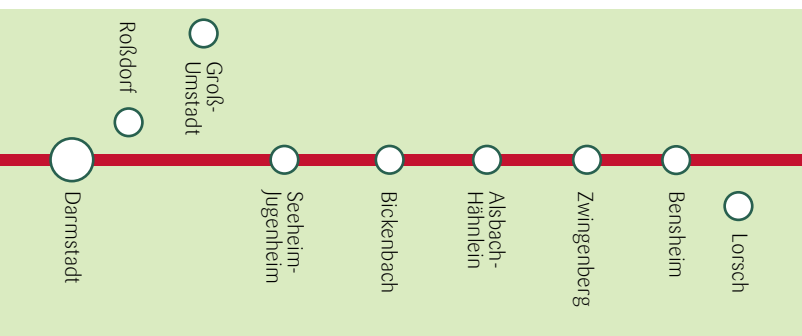 Roßdorf
Groß-
Umstadt
Darmstadt
Seeheim-
Jugenheim
Bickenbach
Alsbach-
Hähnlein
Zwingenberg
Bensheim
Lorsch